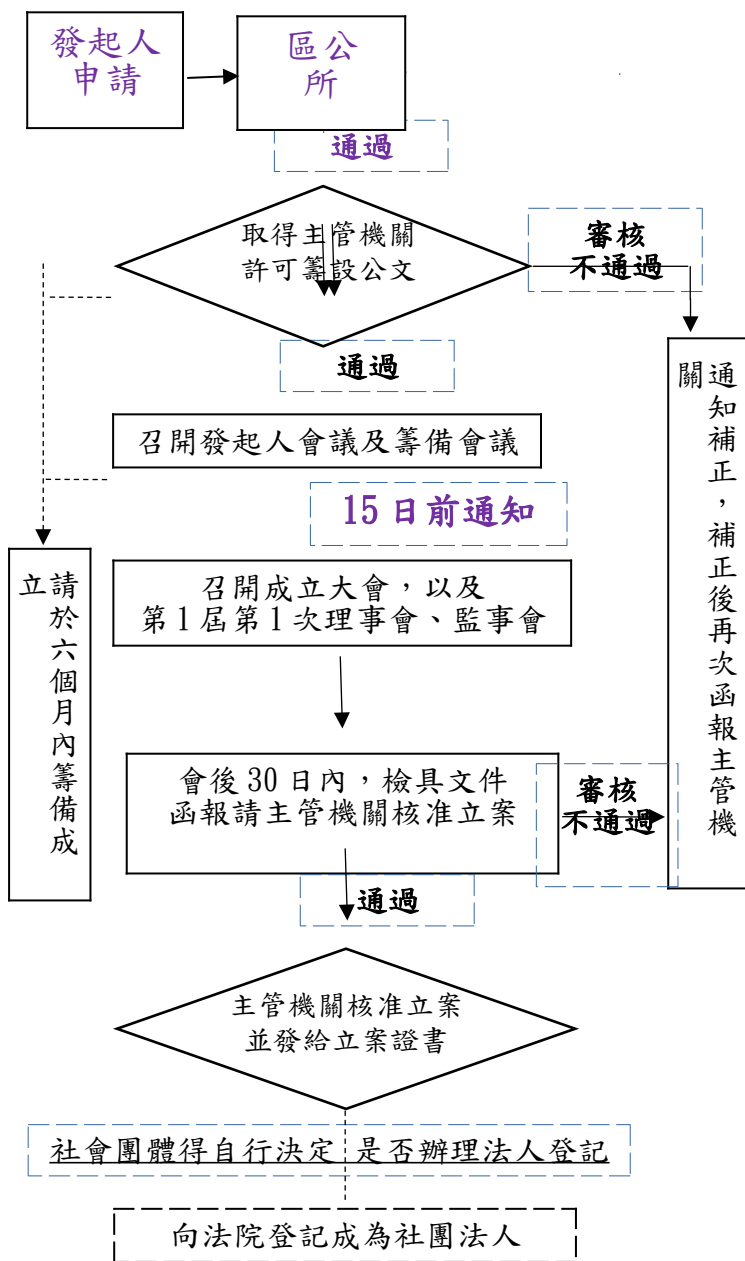 發起人
申請
區公
所
通過
取得主管機關
許可籌設公文
審核
不通過
通過
通知補正，補正後再次函報主管機
關
召開發起人會議及籌備會議
15日前通知
請於六個月內籌備成
立
召開成立大會，以及
第1屆第1次理事會、監事會
會後30日內，檢具文件
函報請主管機關核准立案
審核
不通過
通過
主管機關核准立案
並發給立案證書
社會團體得自行決定 是否辦理法人登記
向法院登記成為社團法人